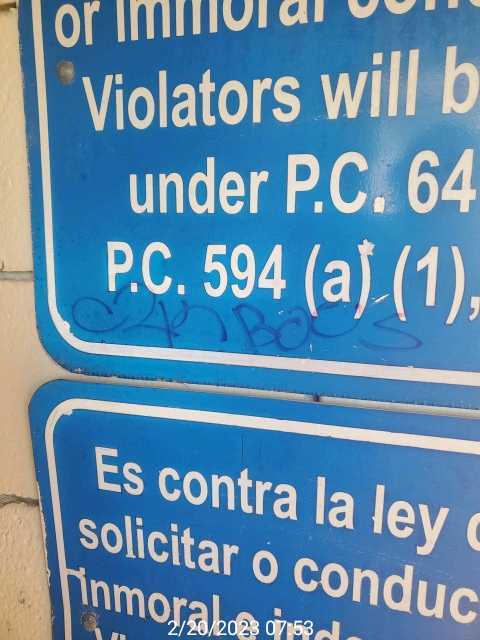 or immoral
Violators will b
under P.C. 64
P.C. 594 (a) (1),
Es contra la ley
solicitar o conduc
inmoral o
2/20/2023 07:53